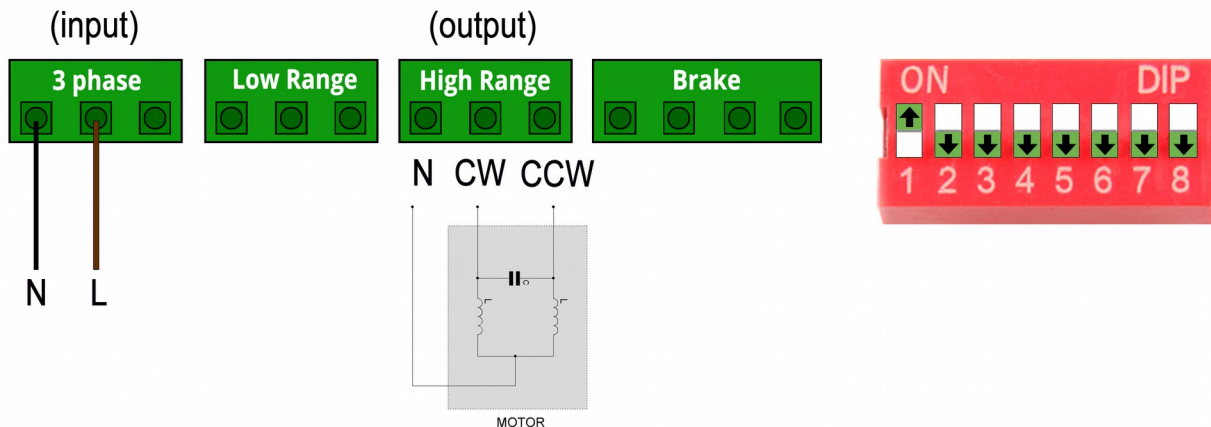 (input)
(output)
3 phase
Low Range
High Range
Brake
ON
DIP
1 2 3 4 5 6 7 8
N CW CCW
C
L
L
N L
MOTOR